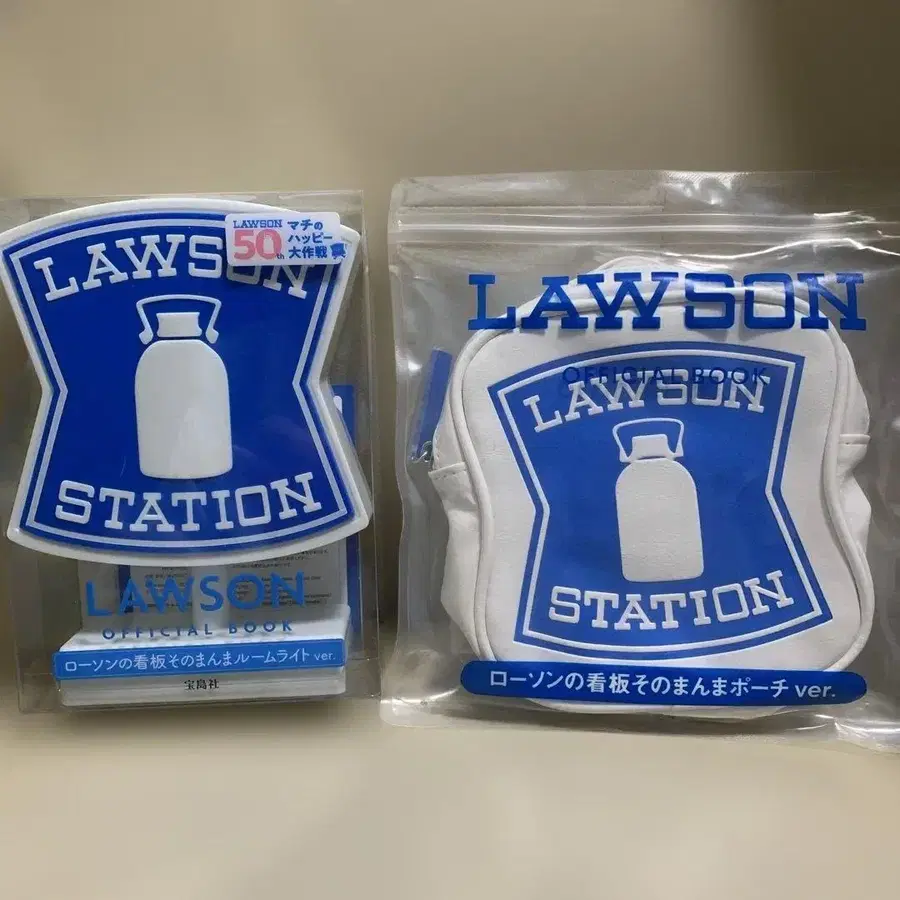 LAWSON
LAWSON
50th
マチの
ハッピー
大作戦
STATION
LAWSON
OFFICIAL BOOK
ローソンの看板そのまんまルームライト ver.
宝島社
LAWSON
OFFICIAL BOOK
LAWSON
STATION
ローソンの看板そのまんまポーチ ver.